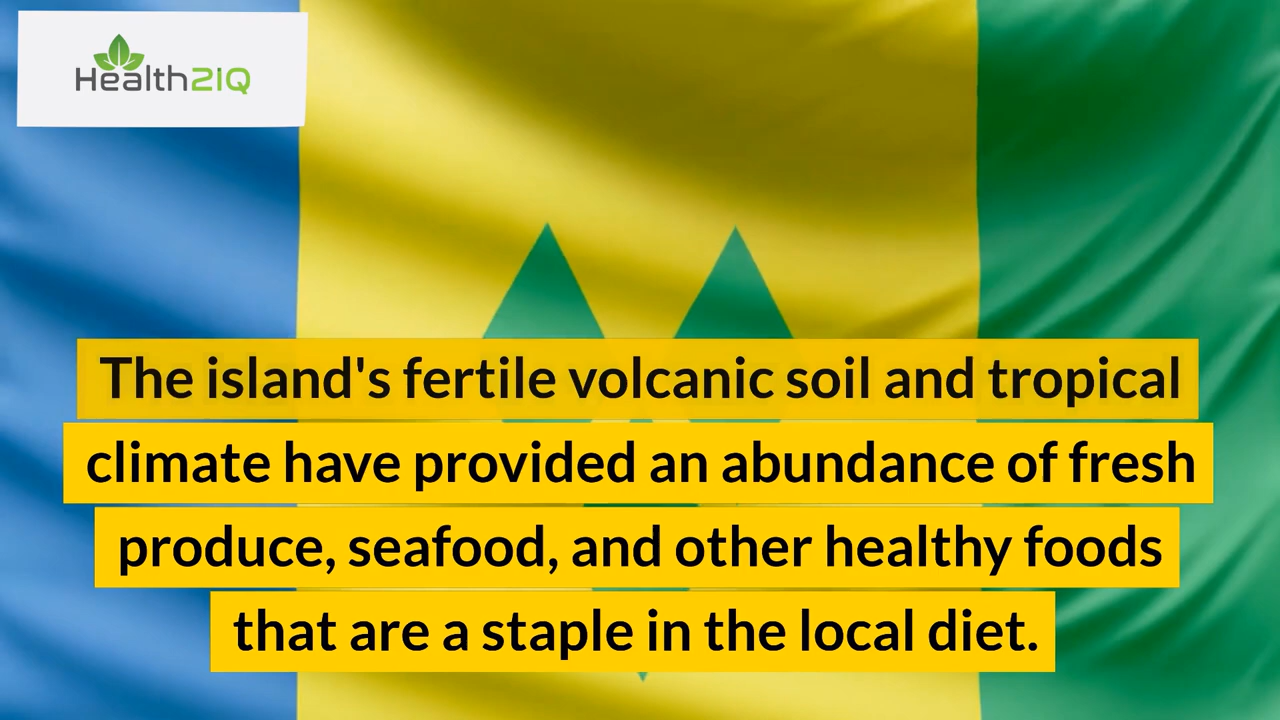 Health2IQ
The island's fertile volcanic soil and tropical
climate have provided an abundance of fresh
produce, seafood, and other healthy foods
that are a staple in the local diet.